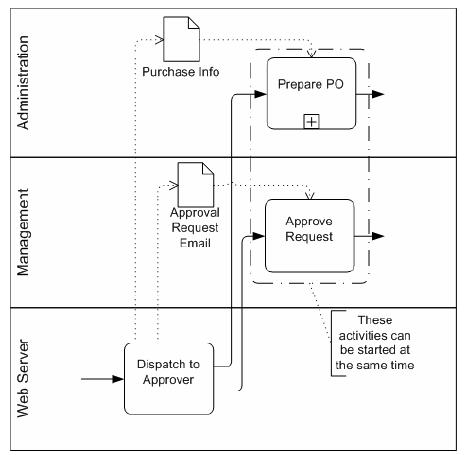 Administration
Purchase Info
Prepare PO
Management
Approval
Request
Email
Approve
Request
Web Server
Dispatch to
Approver
These
activities can
be started at
the same time